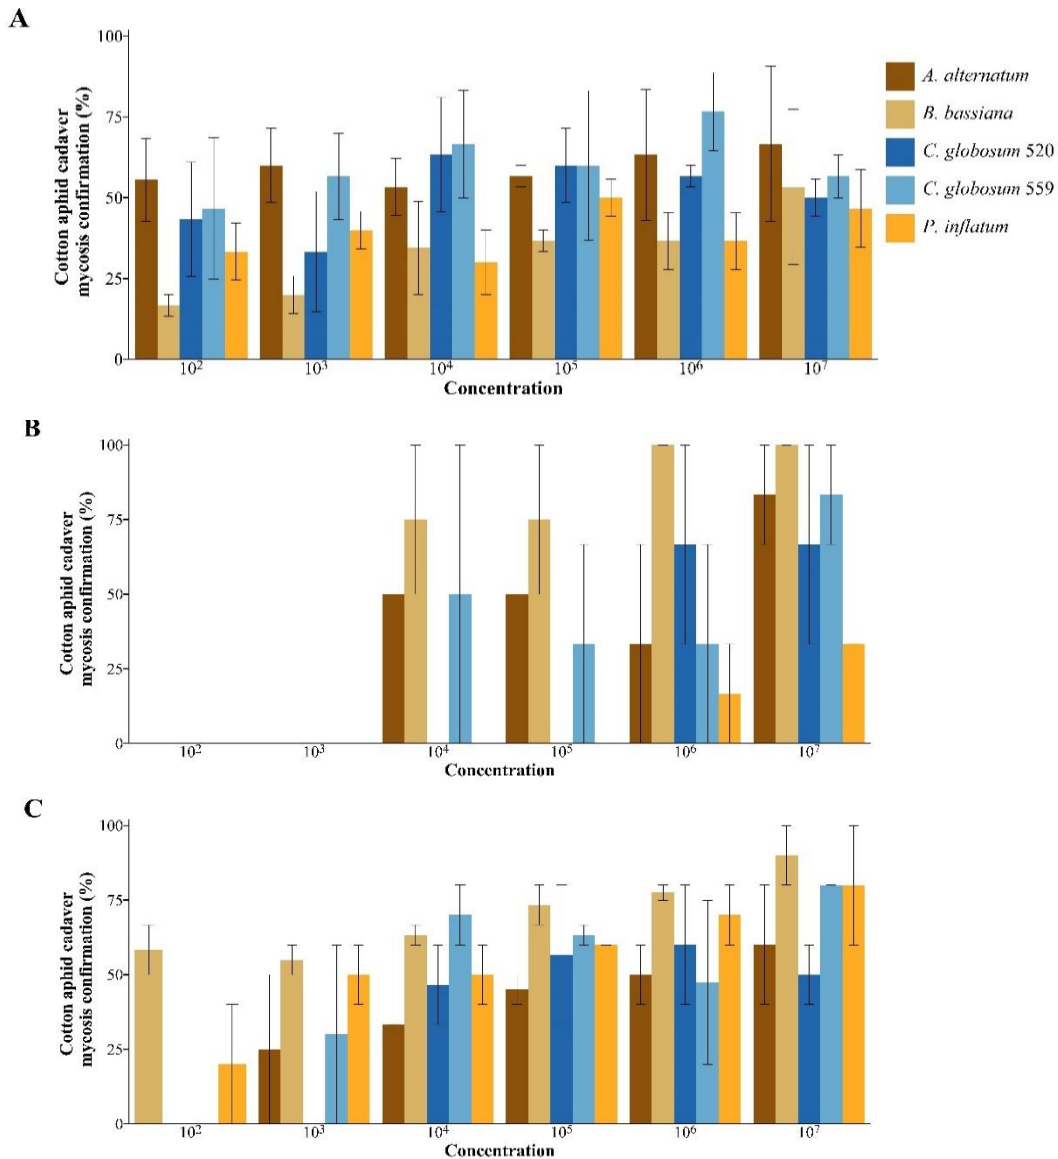 A
Cotton aphid cadaver
mycosis confirmation (%)
100
75
50
25
0
10²
10³
10⁴
10⁵
10⁶
10⁷
Concentration
A. alternatum
B. bassiana
C. globosum 520
C. globosum 559
P. inflatum
B
Cotton aphid cadaver
mycosis confirmation (%)
100
75
50
25
0
10²
10³
10⁴
10⁵
10⁶
10⁷
Concentration
C
Cotton aphid cadaver
mycosis confirmation (%)
100
75
50
25
0
10²
10³
10⁴
10⁵
10⁶
10⁷
Concentration